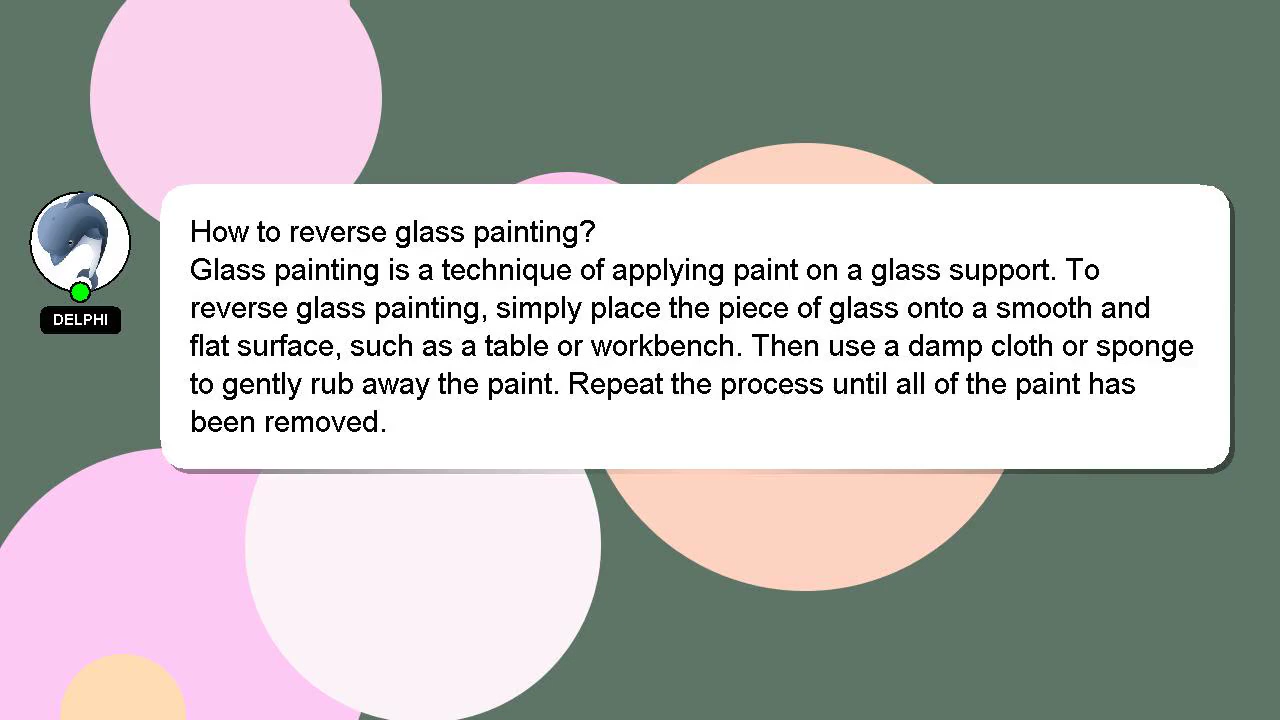 How to reverse glass painting?
Glass painting is a technique of applying paint on a glass support. To
reverse glass painting, simply place the piece of glass onto a smooth and
flat surface, such as a table or workbench. Then use a damp cloth or sponge
to gently rub away the paint. Repeat the process until all of the paint has
been removed.
DELPHI